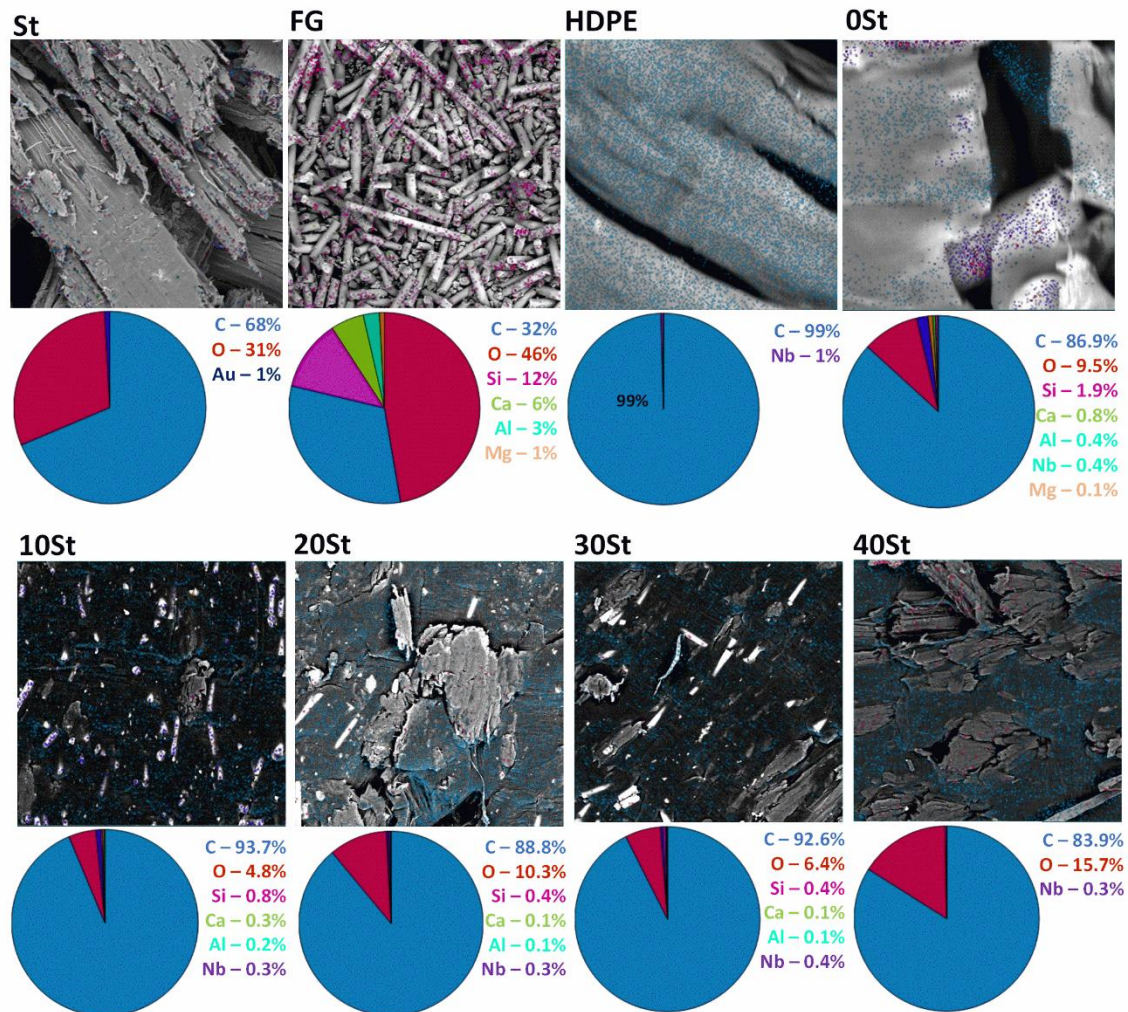 St
FG
HDPE
0St
C – 68%
O – 31%
Au – 1%
C – 32%
O – 46%
Si – 12%
Ca – 6%
Al – 3%
Mg – 1%
99%
C – 99%
Nb – 1%
C – 86.9%
O – 9.5%
Si – 1.9%
Ca – 0.8%
Al – 0.4%
Nb – 0.4%
Mg – 0.1%
10St
20St
30St
40St
C – 93.7%
O – 4.8%
Si – 0.8%
Ca – 0.3%
Al – 0.2%
Nb – 0.3%
C – 88.8%
O – 10.3%
Si – 0.4%
Ca – 0.1%
Al – 0.1%
Nb – 0.3%
C – 92.6%
O – 6.4%
Si – 0.4%
Ca – 0.1%
Al – 0.1%
Nb – 0.4%
C – 83.9%
O – 15.7%
Nb – 0.3%